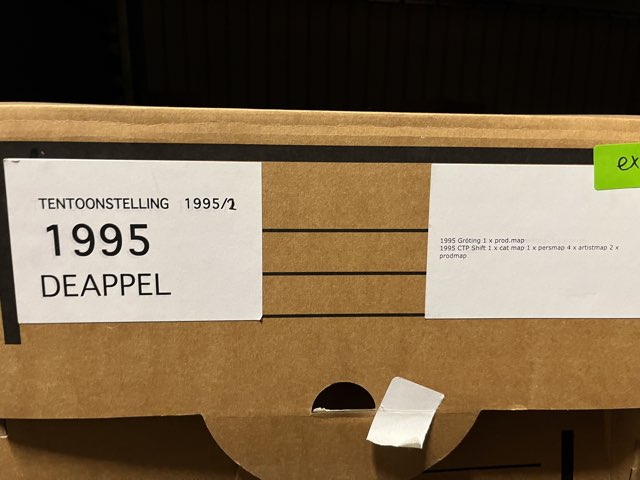 TENTOONSTELLING 1995/2
1995
DEAPPEL
1995 Gröting 1 x prod.map
1995 CTP Shift 1 x cat map 1 x persmap 4 x artistmap 2 x
prodmap
ex